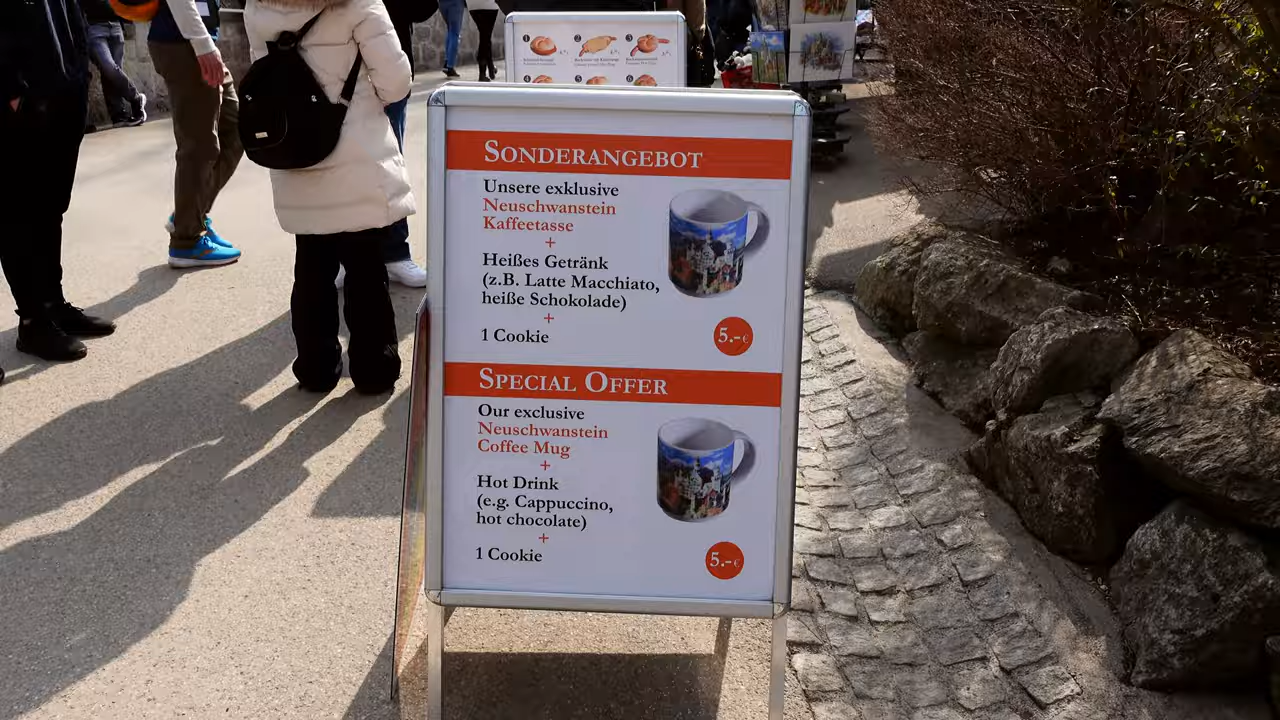 SONDERANGEBOT
Unsere exklusive
Neuschwanstein
Kaffeetasse
+
Heißes Getränk
(z.B. Latte Macchiato,
heiße Schokolade)
+
1 Cookie
5.-€
SPECIAL OFFER
Our exclusive
Neuschwanstein
Coffee Mug
+
Hot Drink
(e.g. Cappuccino,
hot chocolate)
+
1 Cookie
5.-€